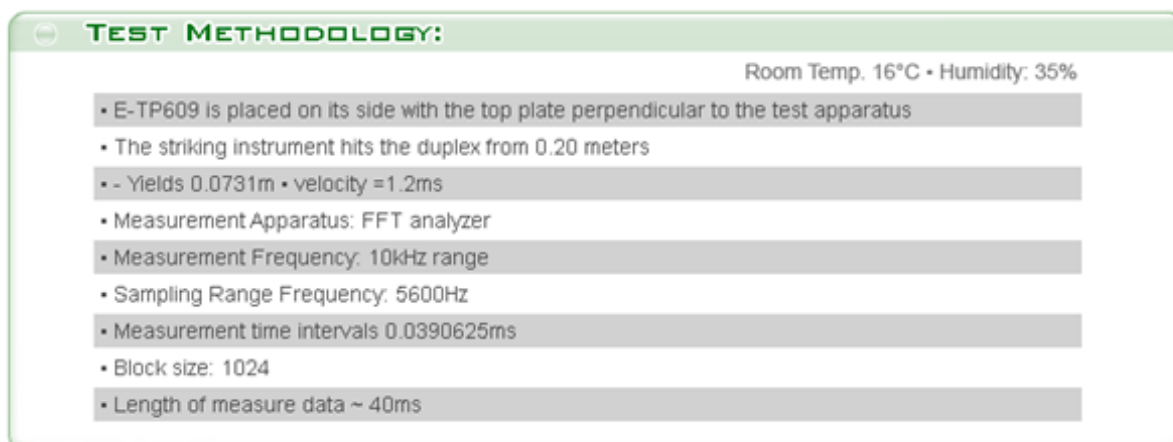 TEST METHODOLOGY:
Room Temp. 16°C • Humidity: 35%
• E-TP609 is placed on its side with the top plate perpendicular to the test apparatus
• The striking instrument hits the duplex from 0.20 meters
• - Yields 0.0731m • velocity =1.2ms
• Measurement Apparatus: FFT analyzer
• Measurement Frequency: 10kHz range
• Sampling Range Frequency: 5600Hz
• Measurement time intervals 0.0390625ms
• Block size: 1024
• Length of measure data ~ 40ms